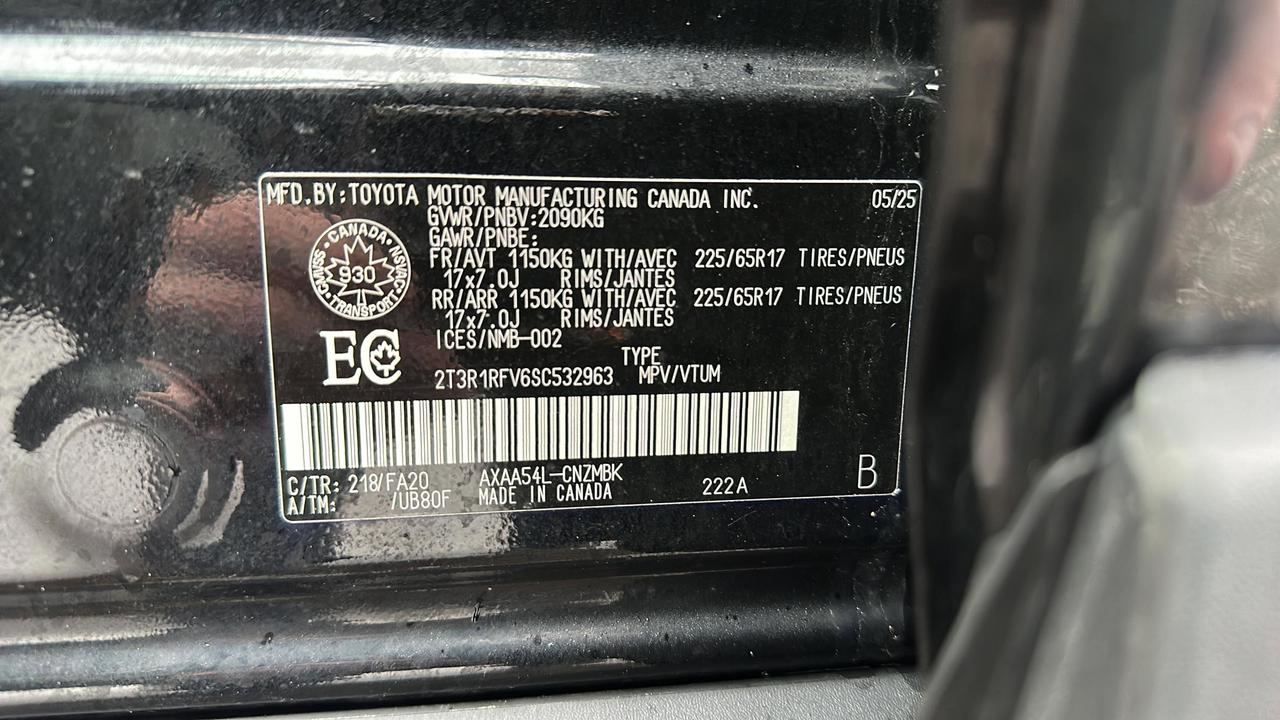 MFD.BY:TOYOTA MOTOR MANUFACTURING CANADA INC. 05/25
GVWR/PNBV:2090KG
GAWR/PNBE:
FR/AVT 1150KG WITH/AVEC 225/65R17 TIRES/PNEUS
17x7.0J RIMS/JANTES
RR/ARR 1150KG WITH/AVEC 225/65R17 TIRES/PNEUS
17x7.0J RIMS/JANTES
ICES/NMB-002
CANADA
NSVAC
TRANSPORT
CMVSS
930
EC
TYPE
2T3R1RFV6SC532963 MPV/VTUM
C/TR: 218/FA20 AXAA54L-CNZMBK
A/TM: /UB80F MADE IN CANADA 222A B